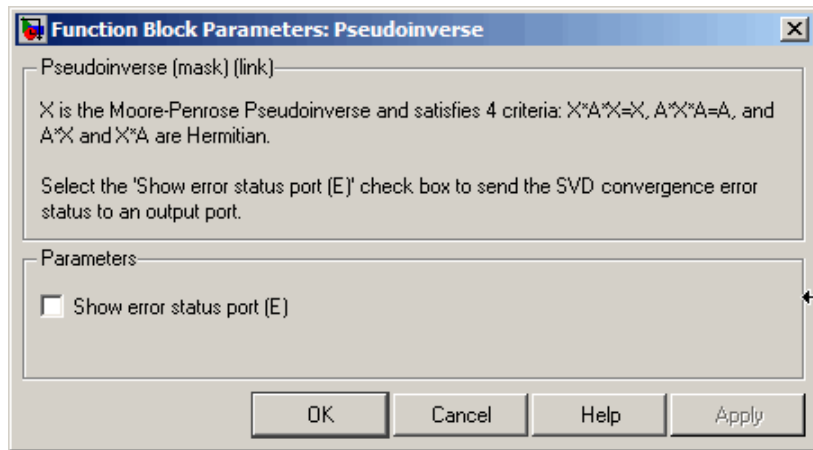 Function Block Parameters: Pseudoinverse
Pseudoinverse (mask) (link)
X is the Moore-Penrose Pseudoinverse and satisfies 4 criteria: X*A*X=X, A*X*A=A, and
A*X and X*A are Hermitian.
Select the 'Show error status port (E)' check box to send the SVD convergence error
status to an output port.
Parameters
Show error status port (E)
OK
Cancel
Help
Apply